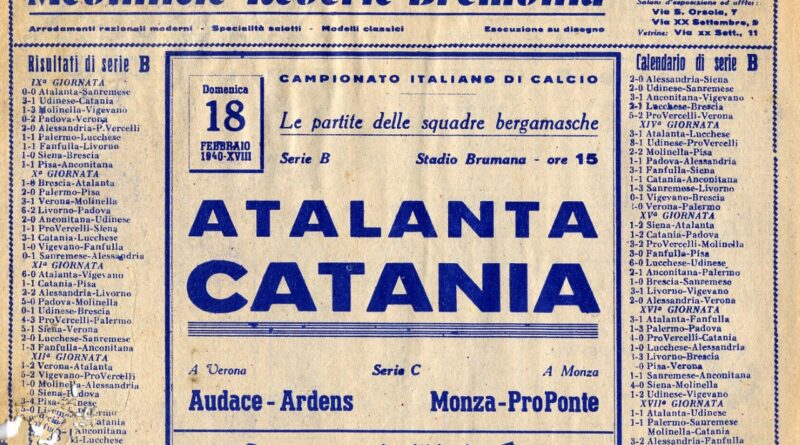 Saloni d'esposizione ed uffici:
Via S. Orsola, 7
Via XX Settembre, 9
Vetrine: Via xx Sett., 11
Arredamenti razionali moderni - Specialità salotti - Modelli classici Esecuzione su disegno
Risultati di serie B
IXª GIORNATA
0-0 Atalanta-Sanremese
3-1 Udinese-Catania
1-3 Molinella-Vigevano
0-2 Padova-Verona
2-0 Alessandria-P.Vercelli
1-1 Palermo-Lucchese
1-1 Fanfulla-Livorno
1-0 Siena-Brescia
1-1 Pisa-Anconitana
Xª GIORNATA
Brescia-Atalanta
2-0 Palermo-Pisa
3-1 Verona-Molinella
6-2 Livorno-Padova
2-0 Anconitana-Udinese
1-1 ProVercelli-Siena
3-1 Catania-Lucchese
1-0 Vigevano-Fanfulla
0-1 Sanremese-Alessandria
XIª GIORNATA
6-0 Atalanta-Vigevano
1-1 Catania-Pisa
2-2 Alessandria-Livorno
5-0 Padova-Molinella
0-1 Udinese-Brescia
4-3 ProVercelli-Palermo
5-1 Siena-Verona
2-0 Lucchese-Sanremese
1-3 Fanfulla-Anconitana
XIIª GIORNATA
1-2 Verona-Atalanta
5-2 Vigevano-ProVercelli
1-0 Molinella-Alessandria
Siena-Padova
CAMPIONATO ITALIANO DI CALCIO
Domenica
18
FEBBRAIO
1940-XVIII
Le partite delle squadre bergamasche
Serie B Stadio Brumana - ore 15
ATALANTA
CATANIA
A Verona Serie C A Monza
Audace - Ardens Monza-ProPonte
Calendario di serie B
2-0 Alessandria-Siena
2-0 Udinese-Sanremese
3-1 Anconitana-Vigevano
2-1 Lucchese-Brescia
5-2 ProVercelli-Pisa
XIVª GIORNATA
3-1 Atalanta-Lucchese
8-1 Udinese-ProVercelli
2-2 Molinella-Pisa
1-1 Padova-Alessandria
3-1 Fanfulla-Siena
1-1 Catania-Anconitana
1-3 Sanremese-Livorno
0-1 Vigevano-Brescia
-0 Verona-Palermo
XVª GIORNATA
1-2 Siena-Atalanta
1-2 Catania-Padova
3-2 ProVercelli-Molinella
3-0 Fanfulla-Pisa
6-0 Lucchese-Udinese
2-1 Anconitana-Palermo
1-0 Brescia-Sanremese
3-1 Livorno-Vigevano
2-0 Alessandria-Verona
XVIª GIORNATA
3-1 Atalanta-Fanfulla
1-3 Palermo-Padova
4-0 ProVercelli-Catania
1-0 Lucchese-Alessandria
1-3 Livorno-Brescia
-0 Pisa-Verona
1-1 Sanremese-Anconitana
4-0 Siena-Molinella
1-2 Udinese-Vigevano
XVIIª GIORNATA
1-1 Atalanta-Udinese
1-1 Palermo-Sanremese
Molinella-Catania
3-2 Alessandria-Fanfulla